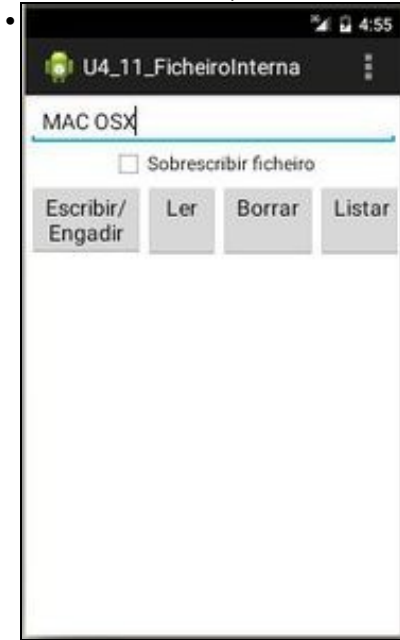 4:55
U4_11_FicheiroInterna
MAC OSX
Sobrescribir ficheiro
Escribir/
Engadir
Ler
Borrar
Listar